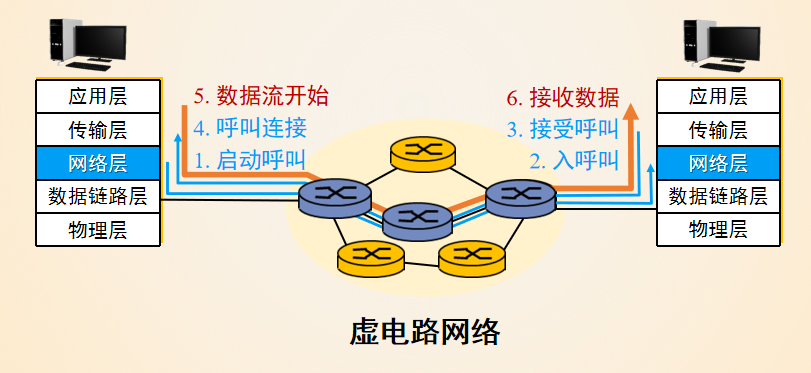 应用层
传输层
网络层
数据链路层
物理层
5. 数据流开始
4. 呼叫连接
1. 启动呼叫
6. 接收数据
3. 接受呼叫
2. 入呼叫
应用层
传输层
网络层
数据链路层
物理层
虚电路网络